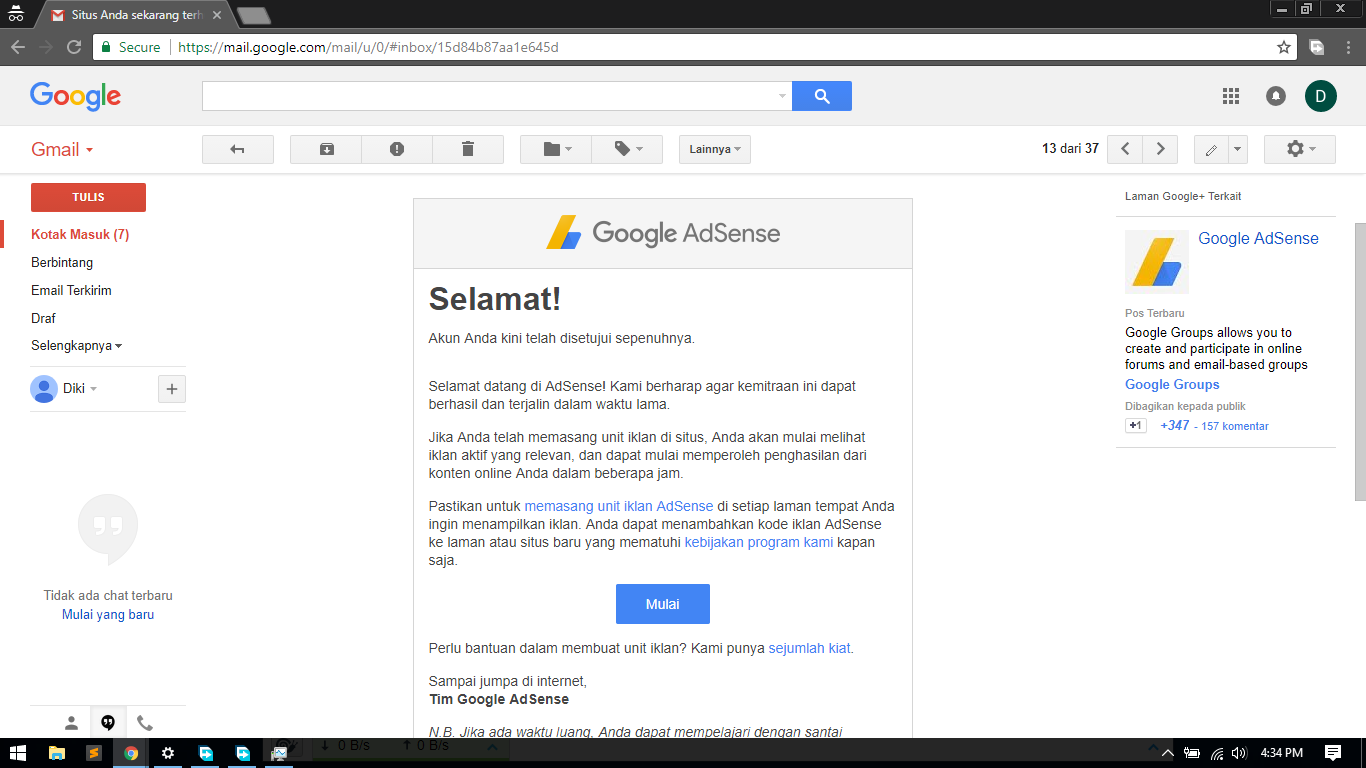 Situs Anda sekarang terh
Secure
https://mail.google.com/mail/u/0/#inbox/15d84b87aa1e645d
Google
D
Gmail
Lainnya
13 dari 37
TULIS
Kotak Masuk (7)
Berbintang
Email Terkirim
Draf
Selengkapnya
Diki
Tidak ada chat terbaru
Mulai yang baru
Google AdSense
Selamat!
Akun Anda kini telah disetujui sepenuhnya.
Selamat datang di AdSense! Kami berharap agar kemitraan ini dapat
berhasil dan terjalin dalam waktu lama.
Jika Anda telah memasang unit iklan di situs, Anda akan mulai melihat
iklan aktif yang relevan, dan dapat mulai memperoleh penghasilan dari
konten online Anda dalam beberapa jam.
Pastikan untuk memasang unit iklan AdSense di setiap laman tempat Anda
ingin menampilkan iklan. Anda dapat menambahkan kode iklan AdSense
ke laman atau situs baru yang mematuhi kebijakan program kami kapan
saja.
Mulai
Perlu bantuan dalam membuat unit iklan? Kami punya sejumlah kiat.
Sampai jumpa di internet,
Tim Google AdSense
N.B. Jika ada waktu luang, Anda dapat mempelajari dengan santai
Laman Google+ Terkait
Google AdSense
Pos Terbaru
Google Groups allows you to
create and participate in online
forums and email-based groups
Google Groups
Dibagikan kepada publik
+1
+347 - 157 komentar
0 B/s
0 B/s
4:34 PM